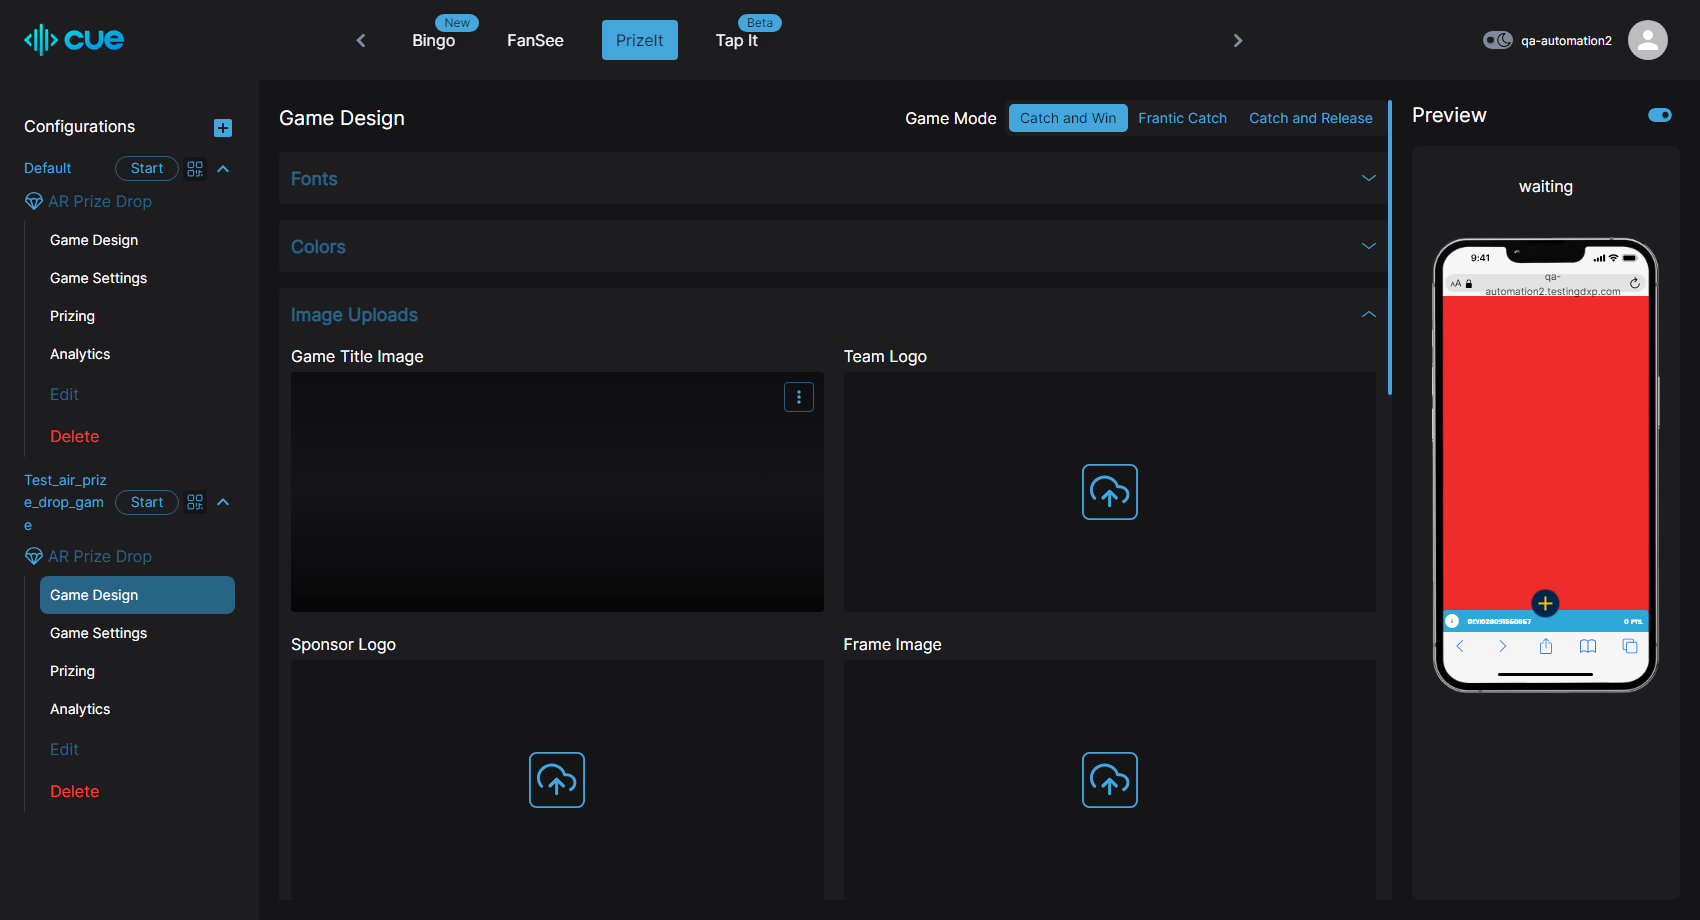 cue
New
Bingo
FanSee
PrizeIt
Beta
Tap It
qa-automation2
Configurations
Default
Start
AR Prize Drop
Game Design
Game Settings
Prizing
Analytics
Edit
Delete
Test_air_priz
e_drop_gam
e
Start
AR Prize Drop
Game Design
Game Settings
Prizing
Analytics
Edit
Delete
Game Design
Game Mode
Catch and Win
Frantic Catch
Catch and Release
Fonts
Colors
Image Uploads
Game Title Image
Team Logo
Sponsor Logo
Frame Image
Preview
waiting
9:41
AA
qa-
automation2.testingdxp.com
0 PTS.